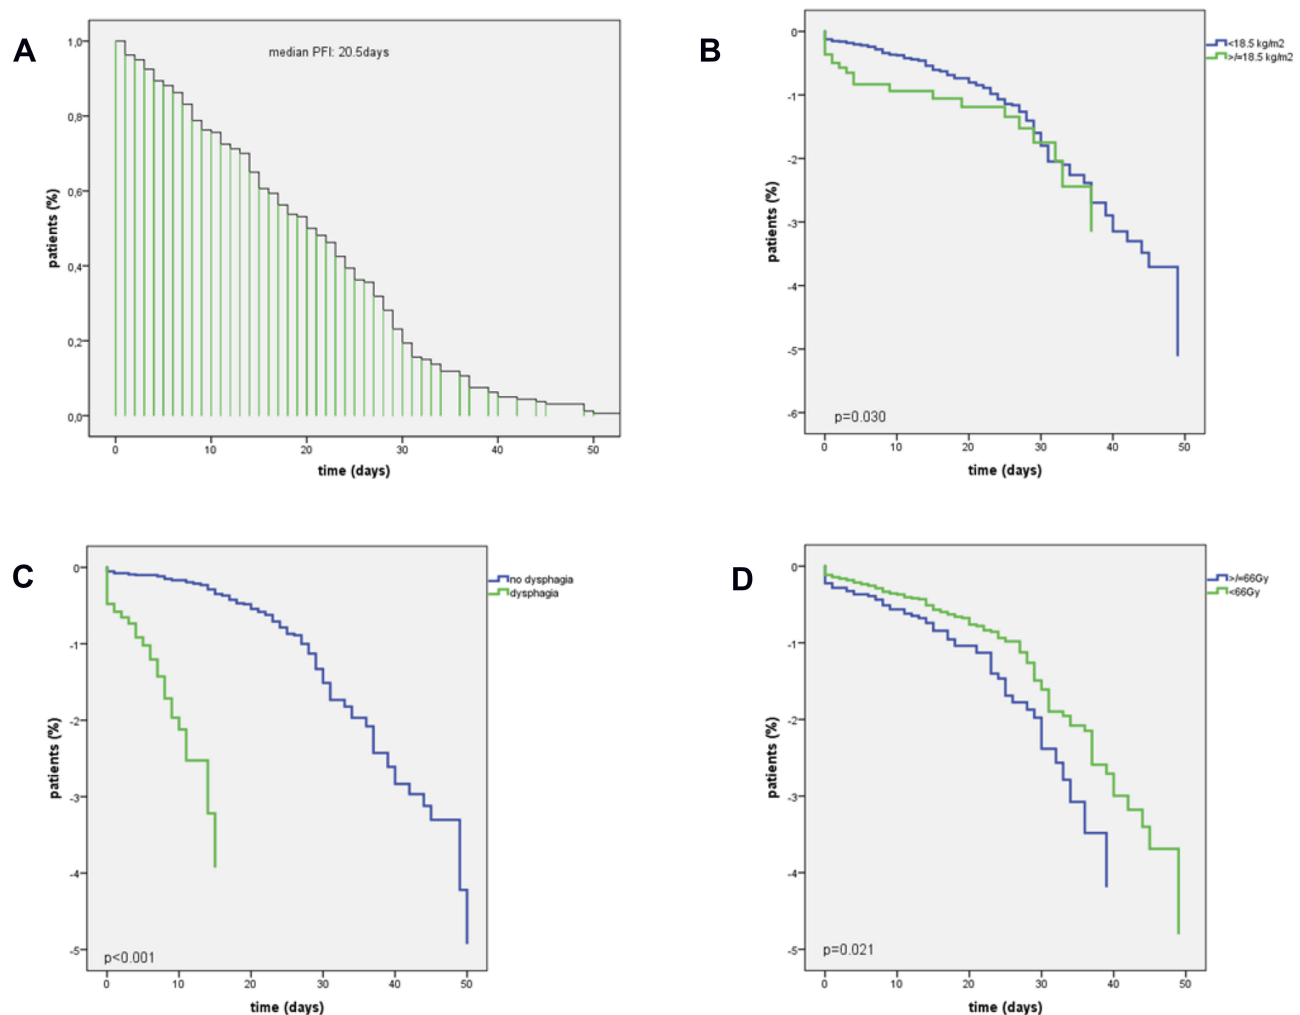 A
median PFI: 20.5days
patients (%)
1,0
0,8
0,6
0,4
0,2
0,0
0 10 20 30 40 50
time (days)
B
<18.5 kg/m2
>/=18.5 kg/m2
patients (%)
0
-1
-2
-3
-4
-5
-6
p=0.030
0 10 20 30 40 50
time (days)
C
no dysphagia
dysphagia
patients (%)
0
-1
-2
-3
-4
-5
p<0.001
0 10 20 30 40 50
time (days)
D
>/=66Gy
<66Gy
patients (%)
0
-1
-2
-3
-4
-5
p=0.021
0 10 20 30 40 50
time (days)